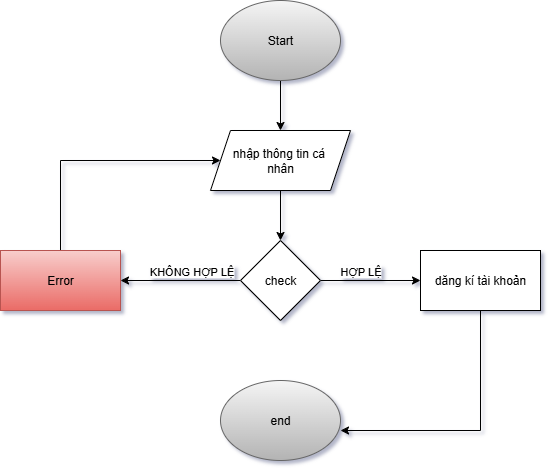 Start
nhập thông tin cá
nhân
Error
KHÔNG HỢP LỆ
check
HỢP LỆ
dăng kí tài khoản
end